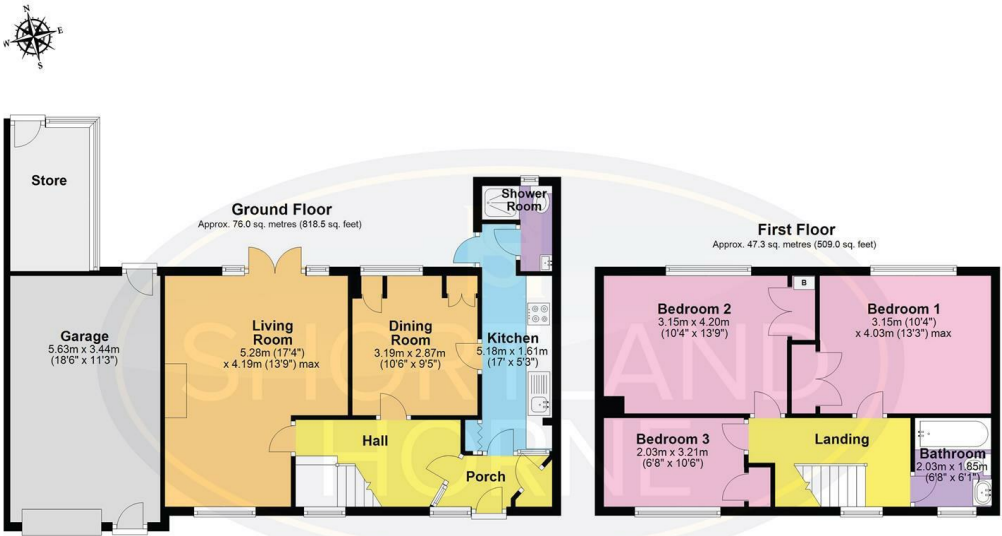 N
W E
S
Store
Ground Floor
Approx. 76.0 sq. metres (818.5 sq. feet)
Shower
Room
First Floor
Approx. 47.3 sq. metres (509.0 sq. feet)
Garage
5.63m x 3.44m
(18'6" x 11'3")
Living
Room
5.28m (17'4")
x 4.19m (13'9") max
Dining
Room
3.19m x 2.87m
(10'6" x 9'5")
Kitchen
5.18m x 1.61m
(17' x 5'3")
Bedroom 2
3.15m x 4.20m
(10'4" x 13'9")
B
Bedroom 1
3.15m (10'4")
x 4.03m (13'3") max
Hall
Porch
Bedroom 3
2.03m x 3.21m
(6'8" x 10'6")
Landing
Bathroom
2.03m x 1.85m
(6'8" x 6'1")
SHORTLAND
HORNE